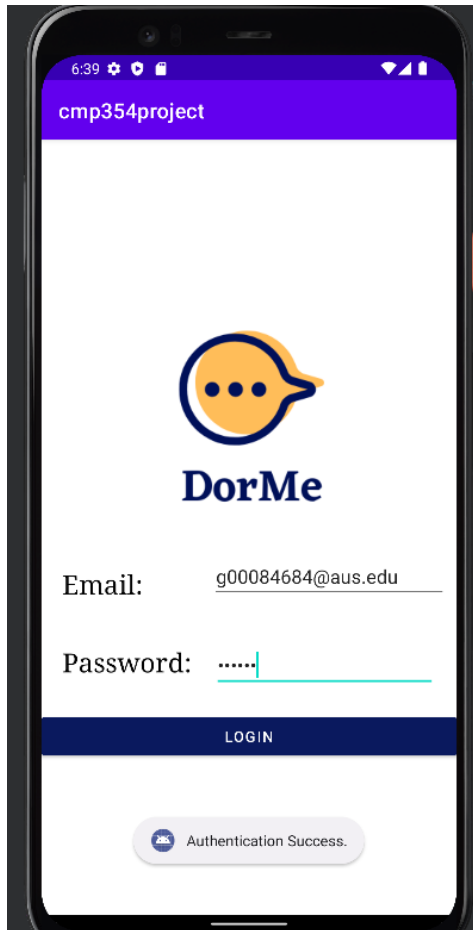 6:39
cmp354project
DorMe
Email: g00084684@aus.edu
Password: ••••••
LOGIN
Authentication Success.